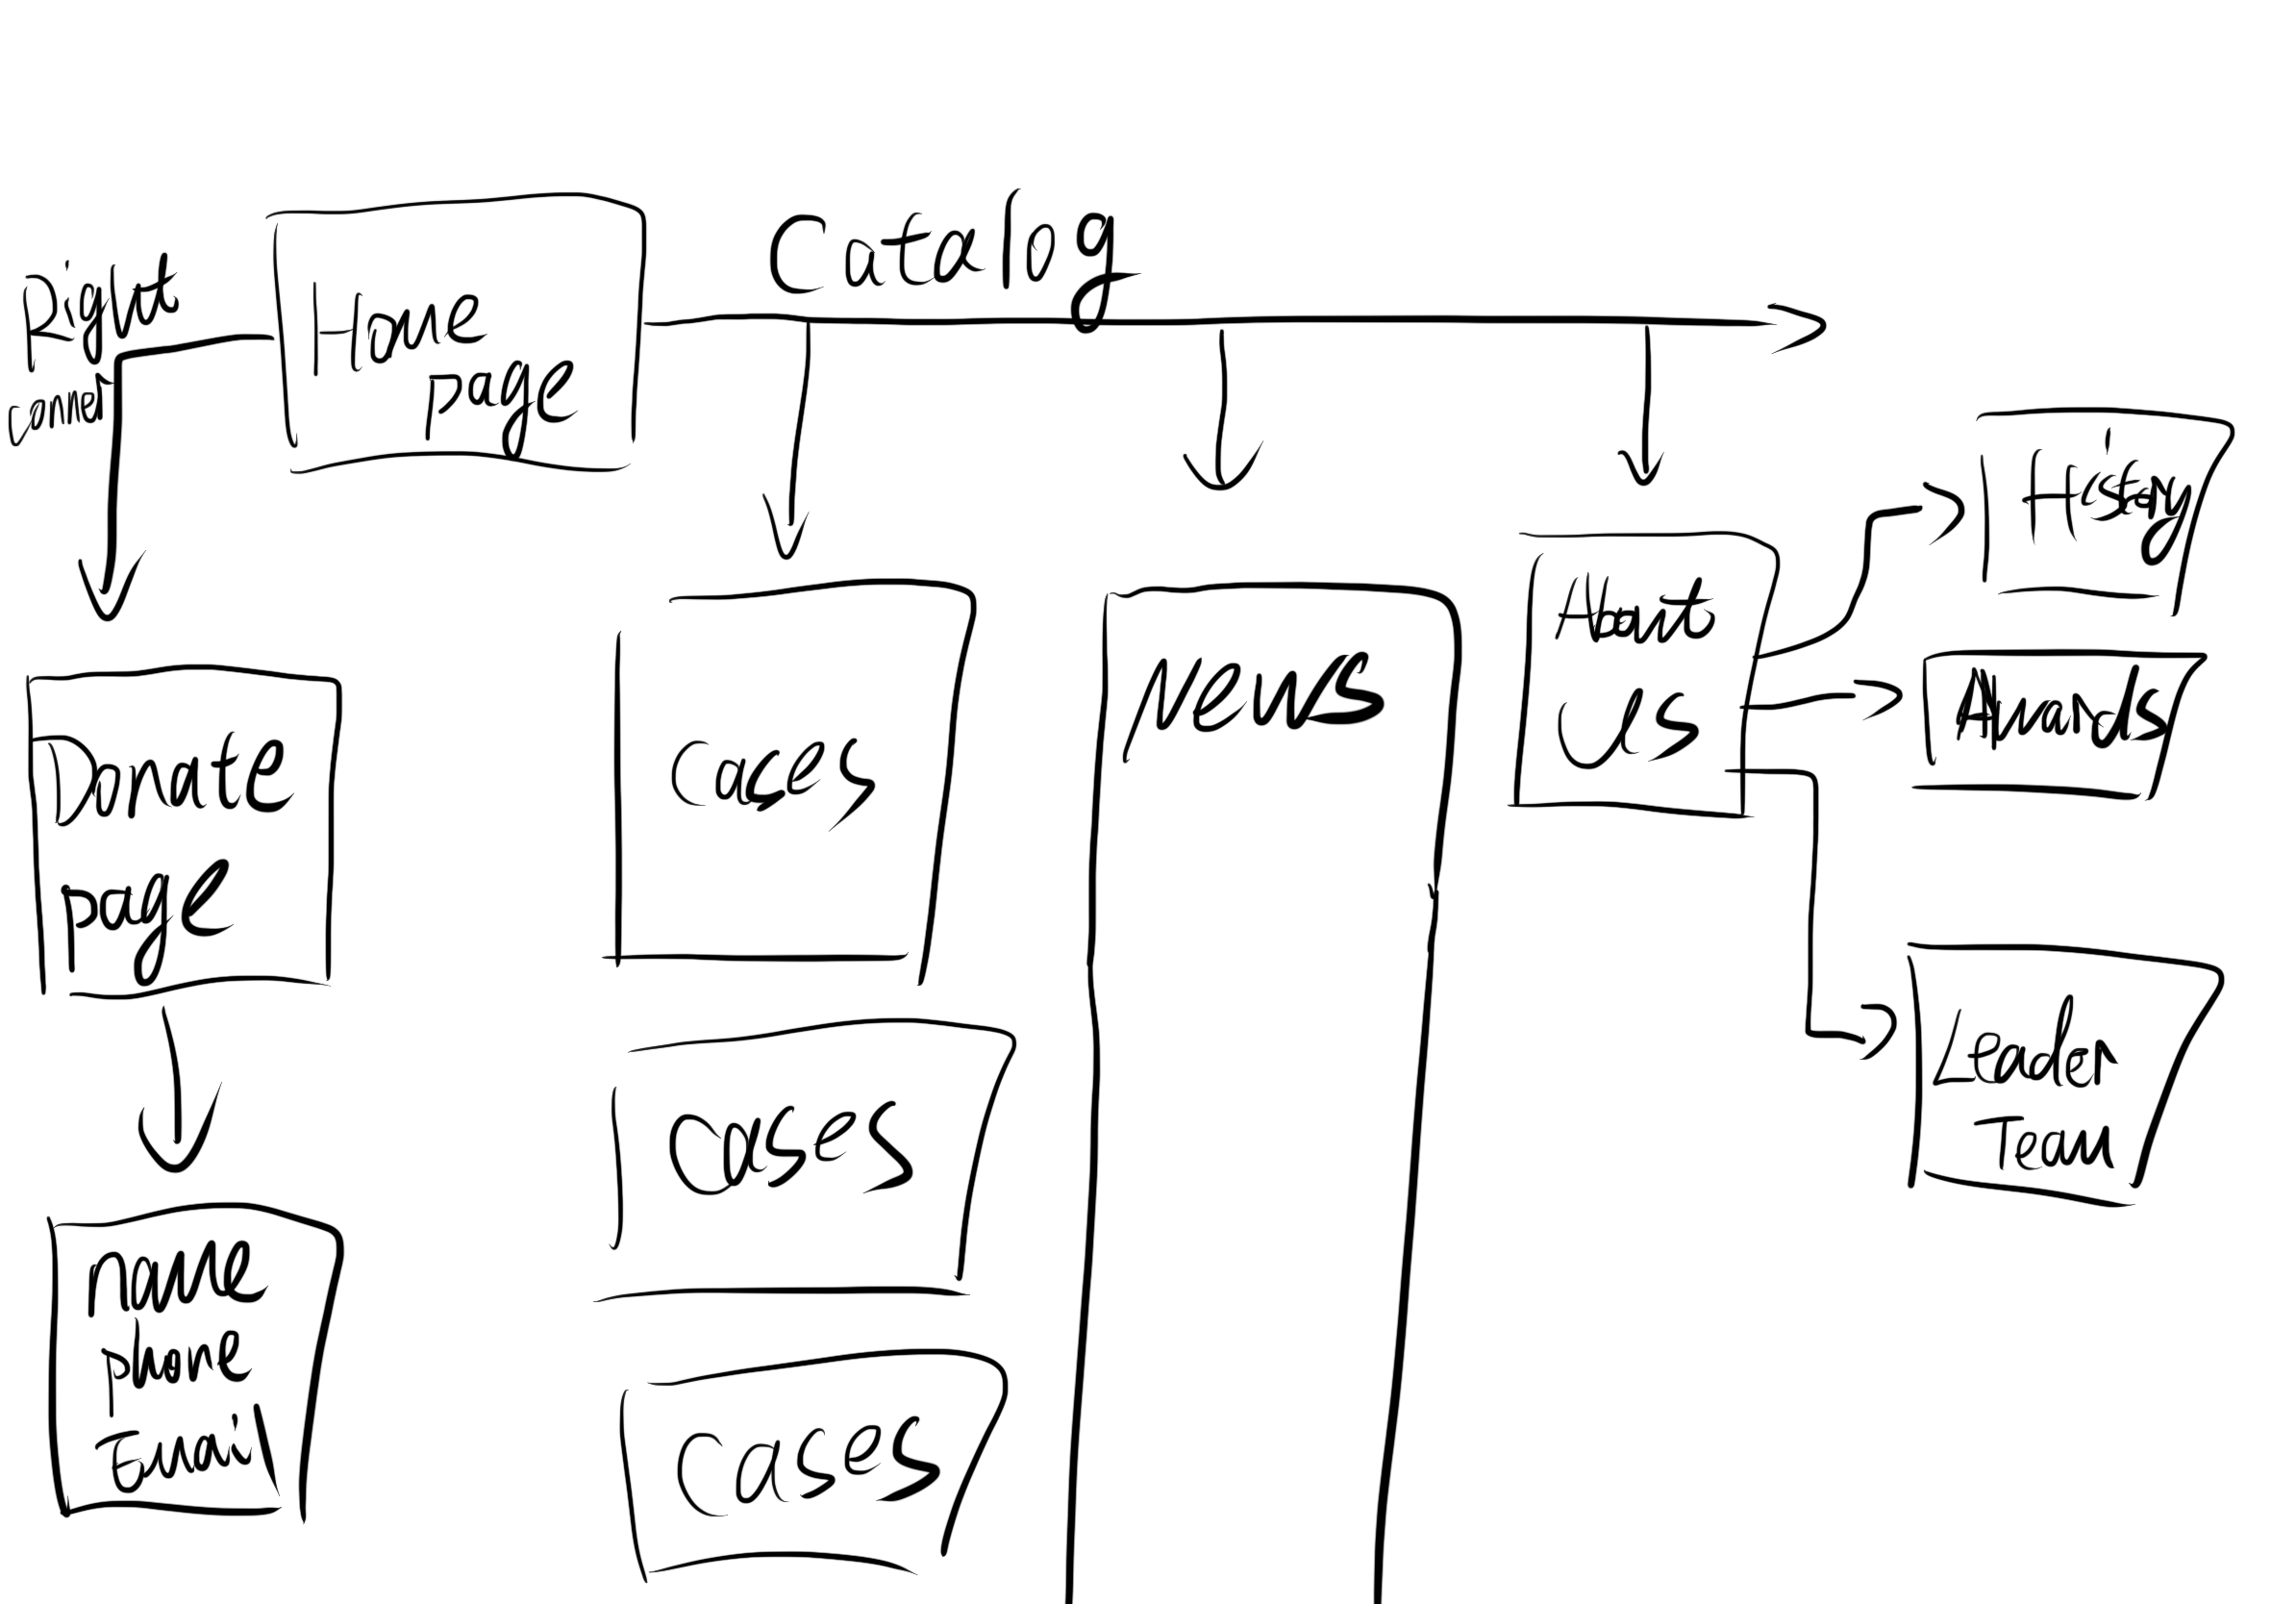 Catalog
Right
conner
Home
page
History
About
us
Awards
News
Donate
page
Cases
Leader
Team
Cases
name
phone
Email
Cases